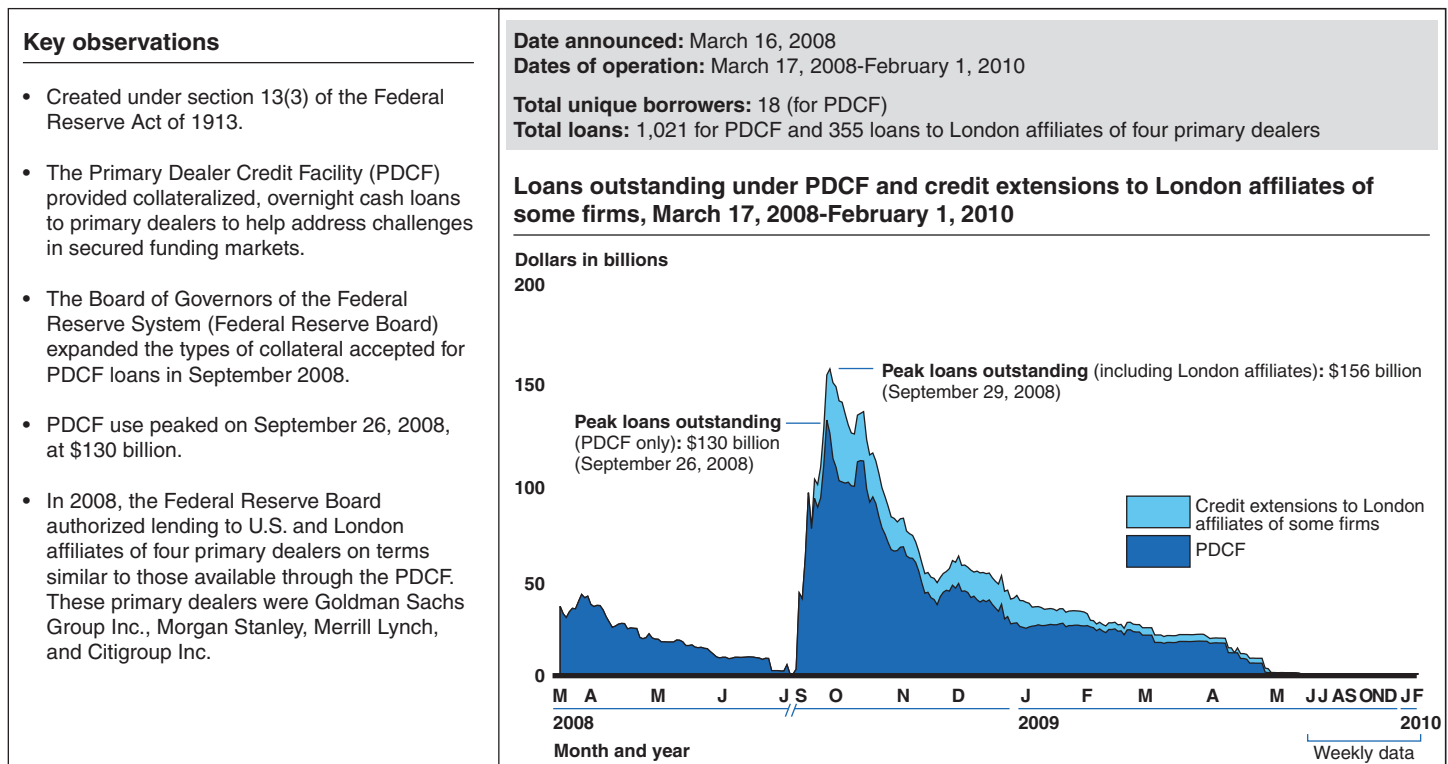 Key observations
• Created under section 13(3) of the Federal
Reserve Act of 1913.
• The Primary Dealer Credit Facility (PDCF)
provided collateralized, overnight cash loans
to primary dealers to help address challenges
in secured funding markets.
• The Board of Governors of the Federal
Reserve System (Federal Reserve Board)
expanded the types of collateral accepted for
PDCF loans in September 2008.
• PDCF use peaked on September 26, 2008,
at $130 billion.
• In 2008, the Federal Reserve Board
authorized lending to U.S. and London
affiliates of four primary dealers on terms
similar to those available through the PDCF.
These primary dealers were Goldman Sachs
Group Inc., Morgan Stanley, Merrill Lynch,
and Citigroup Inc.
Date announced: March 16, 2008
Dates of operation: March 17, 2008-February 1, 2010
Total unique borrowers: 18 (for PDCF)
Total loans: 1,021 for PDCF and 355 loans to London affiliates of four primary dealers
Loans outstanding under PDCF and credit extensions to London affiliates of
some firms, March 17, 2008-February 1, 2010
Dollars in billions
200
150
100
50
0
Peak loans outstanding (including London affiliates): $156 billion
(September 29, 2008)
Peak loans outstanding
(PDCF only): $130 billion
(September 26, 2008)
Credit extensions to London
affiliates of some firms
PDCF
M A M J J S O N D J F M A M J J A S O N D J F
2008 2009 2010
Month and year
Weekly data